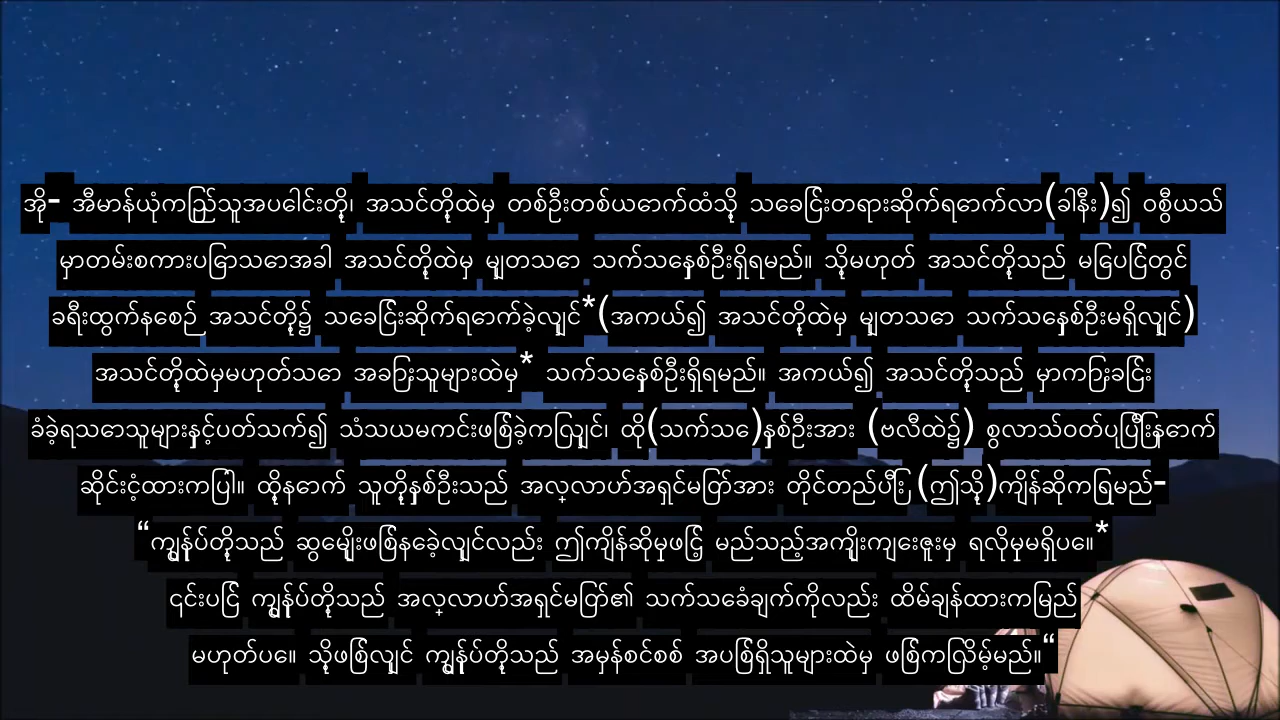 အို- အီမာန်ယုံကြည်သူအပေါင်းတို့၊ အသင်တို့ထဲမှ တစ်ဦးတစ်ယောက်ထံသို့ သခေြင်းတရားဆိုက်ရောက်လာ(ခါနီး)၍ ဝစွီယသ်
မှာတမ်းစကားပြောသောအခါ အသင်တို့ထဲမှ မျှတသော သက်သေနှစ်ဦးရှိရမည်။ သို့မဟုတ် အသင်တို့သည် မြေပြင်တွင်
ခရီးထွက်နေစဉ် အသင်တို့၌ သေခြင်းဆိုက်ရောက်ခဲ့လျှင်*(အကယ်၍ အသင်တို့ထဲမှ မျှတသော သက်သေနှစ်ဦးမရှိလျှင်)
အသင်တို့ထဲမှမဟုတ်သော အခြားသူများထဲမှ* သက်သေနှစ်ဦးရှိရမည်။ အကယ်၍ အသင်တို့သည် မှာကြားခြင်း
ခံခဲ့ရသောသူများနှင့်ပတ်သက်၍ သံသယမကင်းဖြစ်ခဲ့ကြလျှင်၊ ထို(သက်သေ)နှစ်ဦးအား (ဗလီထဲ၌) စွလာသ်ဝတ်ပြုပြီးနောက်
ဆိုင်းငံ့ထားကြပါ။ ထို့နောက် သူတို့နှစ်ဦးသည် အလ္လာဟ်အရှင်မြတ်အား တိုင်တည်ပြီး (ဤသို့)ကျိန်ဆိုကြရမည်-
“ကျွန်ုပ်တို့သည် ဆွေမျိုးဖြစ်နေခဲ့လျှင်လည်း ဤကျိန်ဆိုမှုဖြင့် မည်သည့်အကျိုးကျေးဇူးမှ ရလိုမှုမရှိပေ။*
၎င်းပြင် ကျွန်ုပ်တို့သည် အလ္လာဟ်အရှင်မြတ်၏ သက်သေခံချက်ကိုလည်း ထိမ်ချန်ထားကြမည်
မဟုတ်ပေ။ သို့ဖြစ်လျှင် ကျွန်ုပ်တို့သည် အမှန်စင်စစ် အပြစ်ရှိသူများထဲမှ ဖြစ်ကြလိမ့်မည်။“